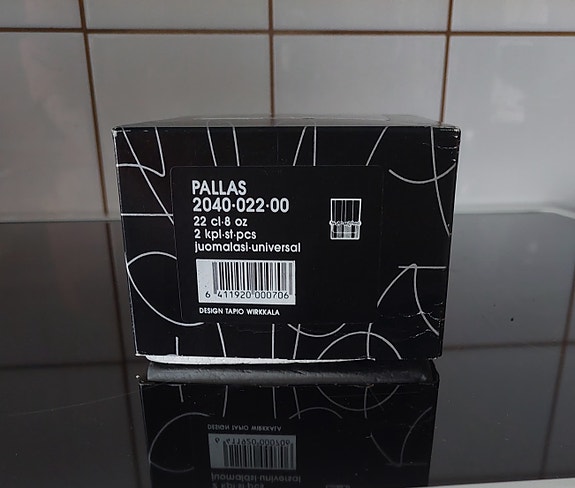 PALLAS
2040·022·00
22 cl·8 oz
2 kpl·st·pcs
juomalasi·universal
6 411920 000706
DESIGN TAPIO WIRKKALA